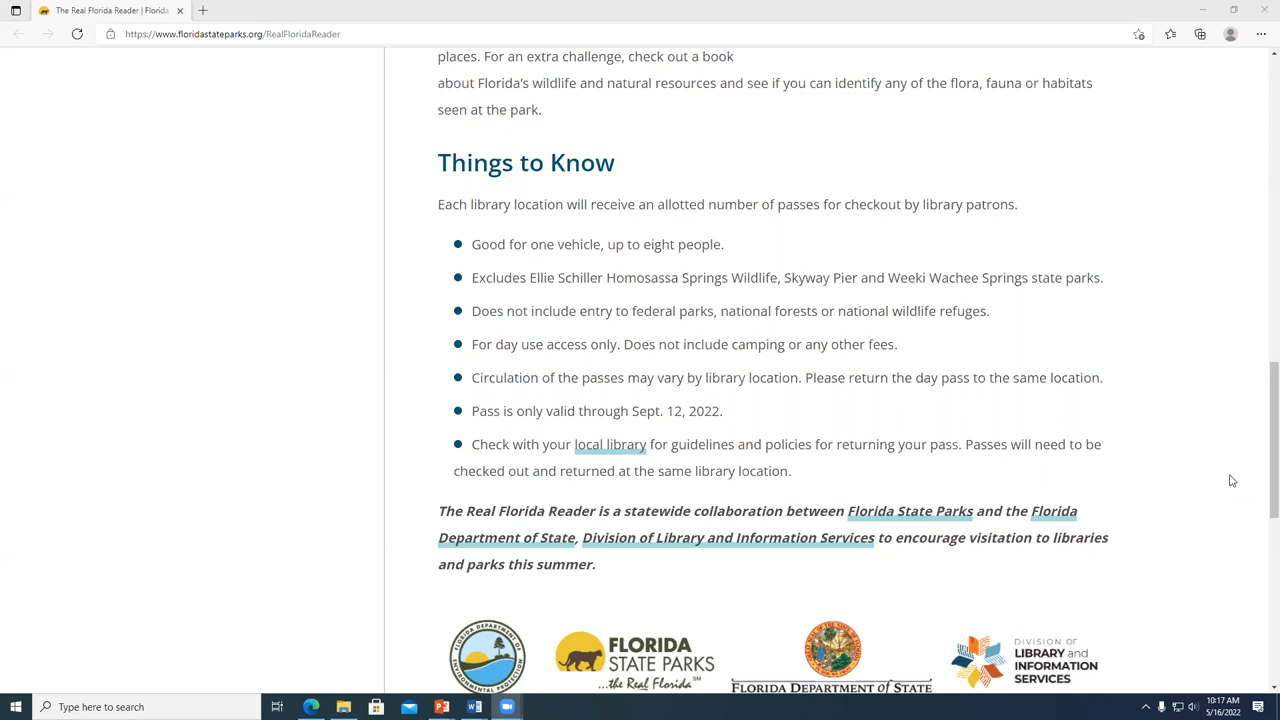 The Real Florida Reader | Florida
https://www.floridastateparks.org/RealFloridaReader
places. For an extra challenge, check out a book
about Florida's wildlife and natural resources and see if you can identify any of the flora, fauna or habitats
seen at the park.
Things to Know
Each library location will receive an allotted number of passes for checkout by library patrons.
Good for one vehicle, up to eight people.
Excludes Ellie Schiller Homosassa Springs Wildlife, Skyway Pier and Weeki Wachee Springs state parks.
Does not include entry to federal parks, national forests or national wildlife refuges.
For day use access only. Does not include camping or any other fees.
Circulation of the passes may vary by library location. Please return the day pass to the same location.
Pass is only valid through Sept. 12, 2022.
Check with your local library for guidelines and policies for returning your pass. Passes will need to be
checked out and returned at the same library location.
The Real Florida Reader is a statewide collaboration between Florida State Parks and the Florida
Department of State, Division of Library and Information Services to encourage visitation to libraries
and parks this summer.
FLORIDA DEPARTMENT OF
ENVIRONMENTAL PROTECTION
FLORIDA
STATE PARKS
...the Real Florida℠
FLORIDA DEPARTMENT of STATE
DIVISION OF
LIBRARY and
INFORMATION
SERVICES
Type here to search
10:17 AM
5/16/2022